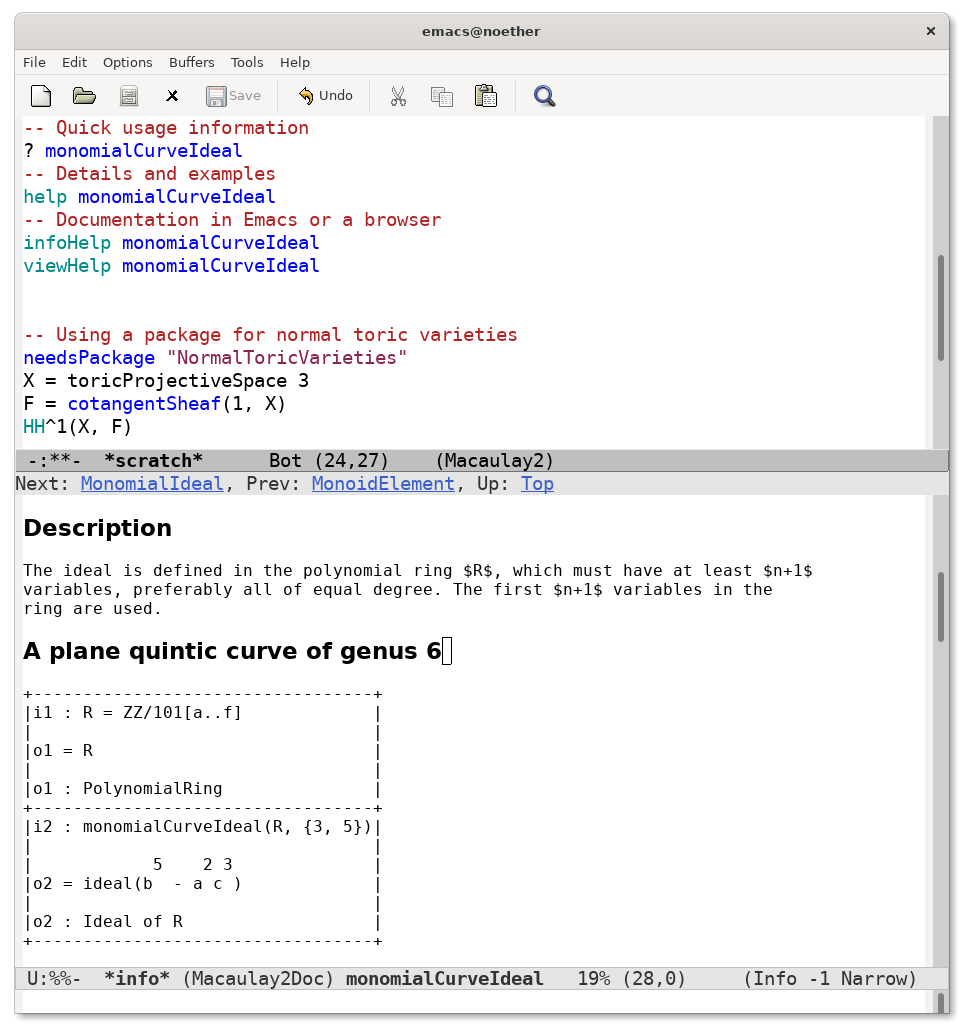 emacs@noether
File Edit Options Buffers Tools Help
Save Undo
-- Quick usage information
? monomialCurveIdeal
-- Details and examples
help monomialCurveIdeal
-- Documentation in Emacs or a browser
infoHelp monomialCurveIdeal
viewHelp monomialCurveIdeal
-- Using a package for normal toric varieties
needsPackage "NormalToricVarieties"
X = toricProjectiveSpace 3
F = cotangentSheaf(1, X)
HH^1(X, F)
-:**-  *scratch*      Bot (24,27)    (Macaulay2)
Next: MonomialIdeal, Prev: MonoidElement, Up: Top
Description
The ideal is defined in the polynomial ring $R$, which must have at least $n+1$
variables, preferably all of equal degree. The first $n+1$ variables in the
ring are used.
A plane quintic curve of genus 6
+----------------------------------+
|i1 : R = ZZ/101[a..f]             |
|                                  |
|o1 = R                            |
|                                  |
|o1 : PolynomialRing               |
+----------------------------------+
|i2 : monomialCurveIdeal(R, {3, 5})|
|                                  |
|            5    2 3              |
|o2 = ideal(b  - a c )             |
|                                  |
|o2 : Ideal of R                   |
+----------------------------------+
U:%%-  *info* (Macaulay2Doc) monomialCurveIdeal   19% (28,0)     (Info -1 Narrow)